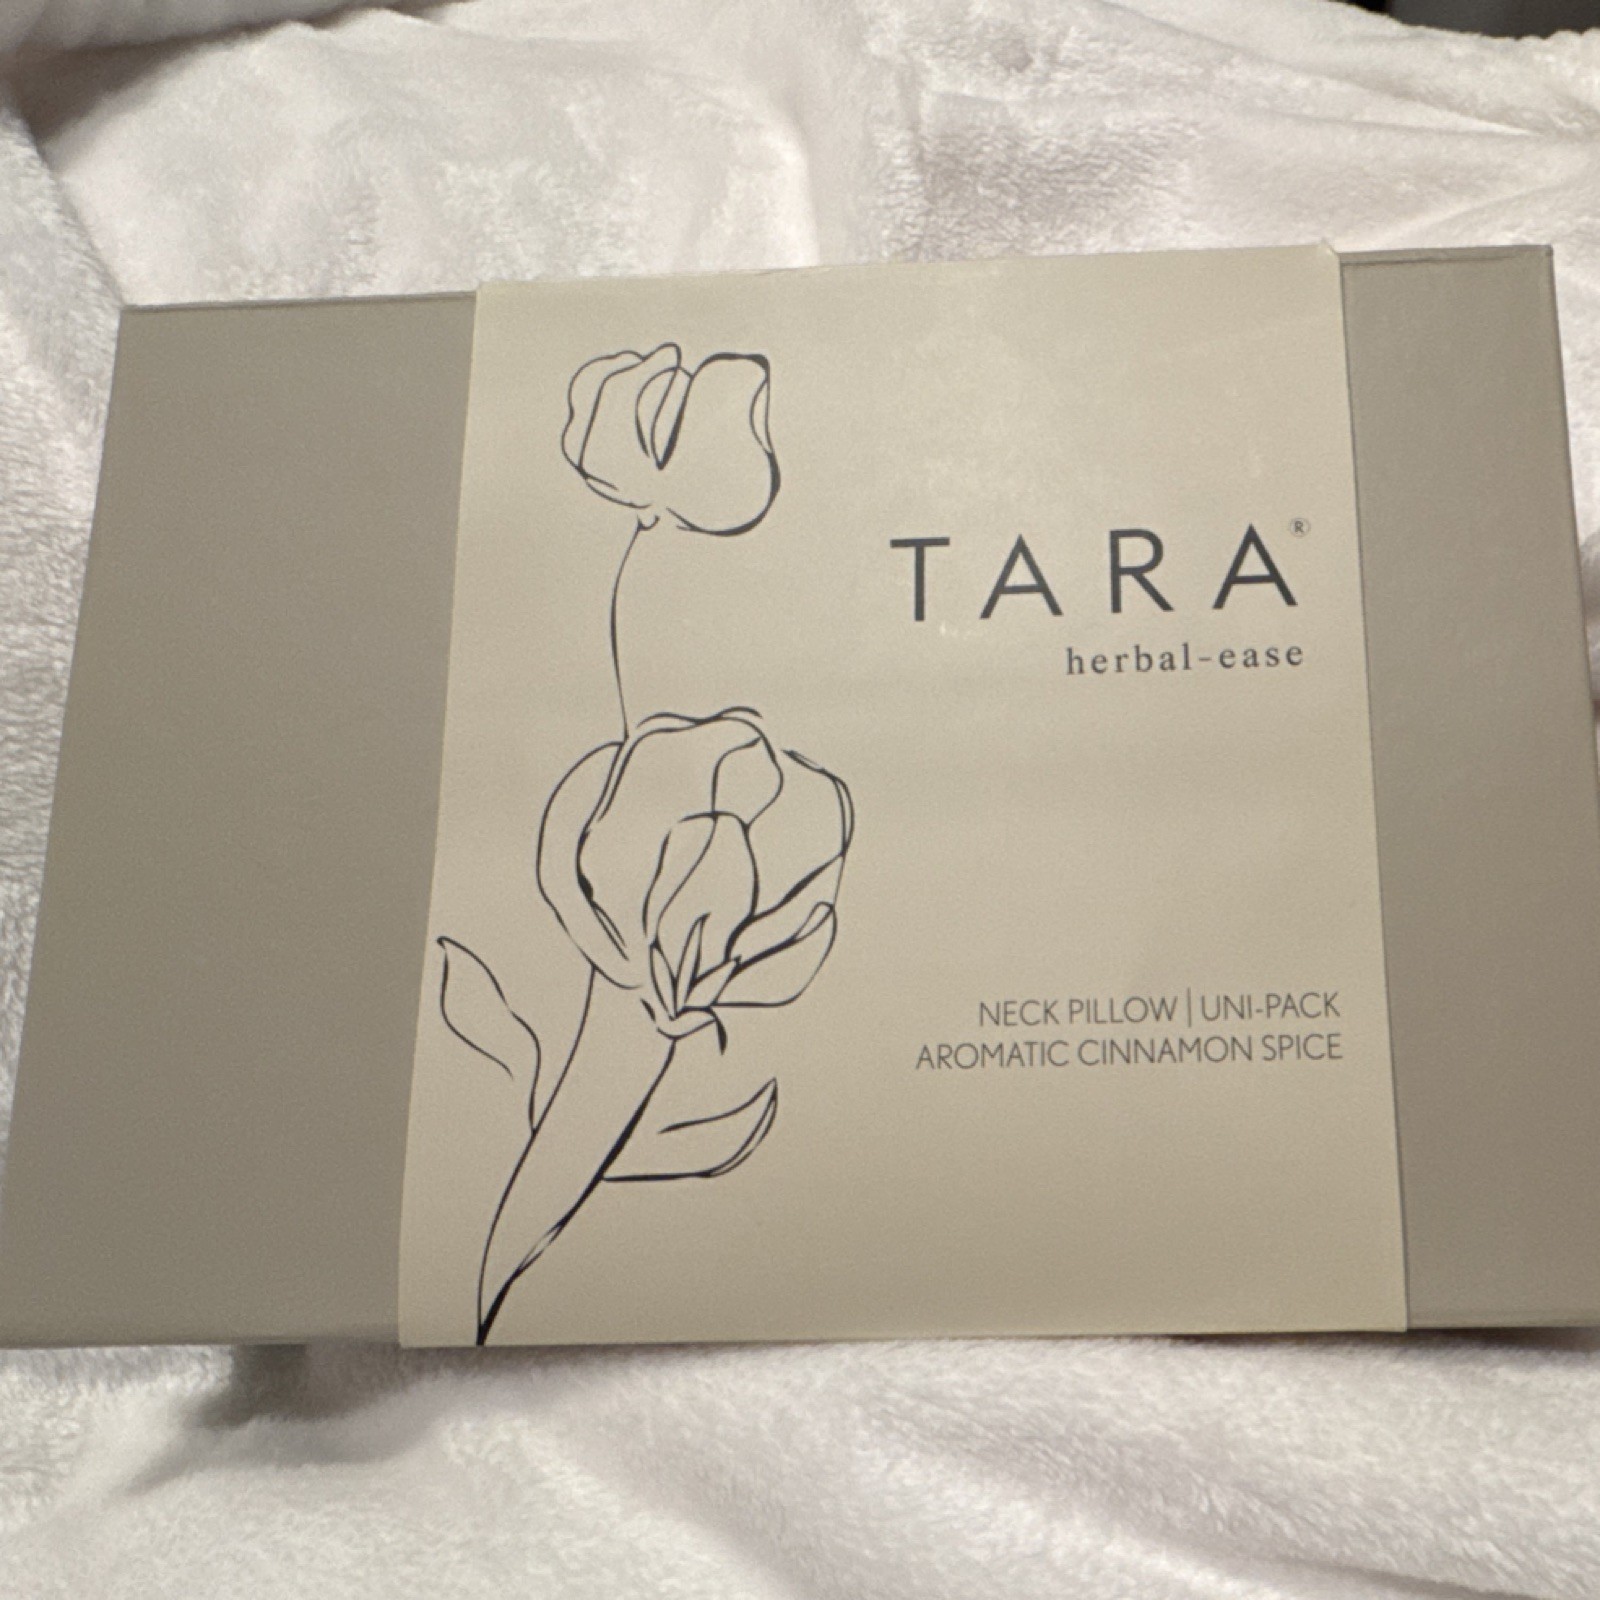 TARA®
herbal-ease
NECK PILLOW | UNI-PACK
AROMATIC CINNAMON SPICE